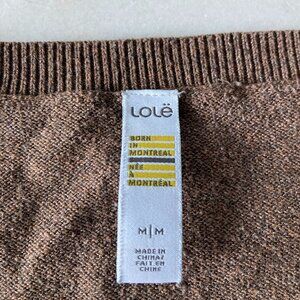 Lolë
BORN
IN
MONTREAL
NÉE
À
MONTRÉAL
M|M
MADE IN
CHINA/
FAIT EN
CHINE